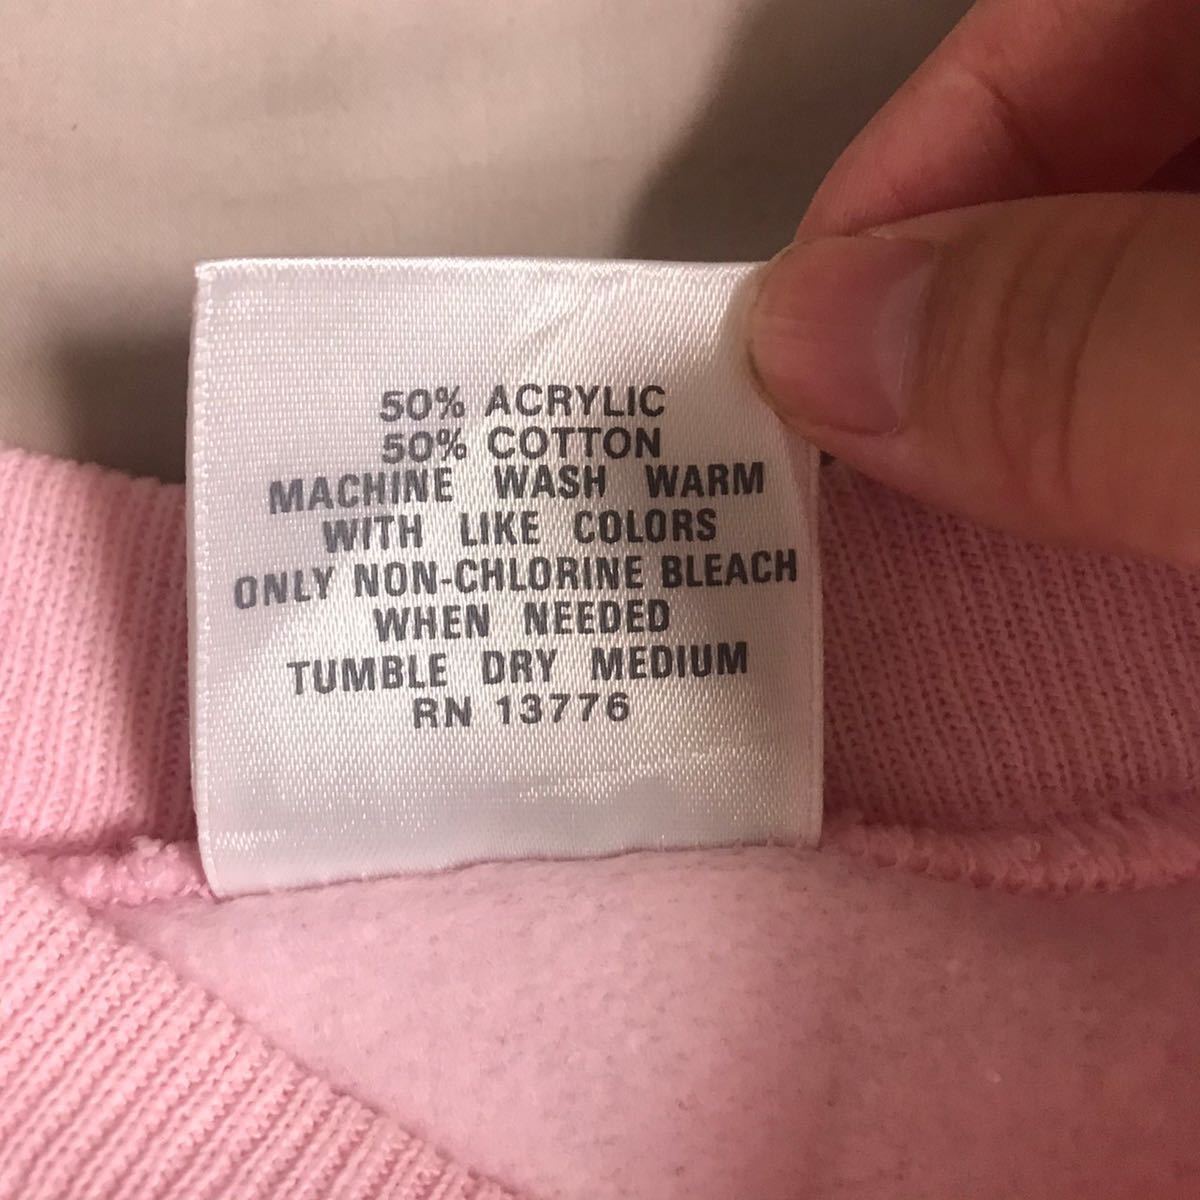 50% ACRYLIC
50% COTTON
MACHINE WASH WARM
WITH LIKE COLORS
ONLY NON-CHLORINE BLEACH
WHEN NEEDED
TUMBLE DRY MEDIUM
RN 13776